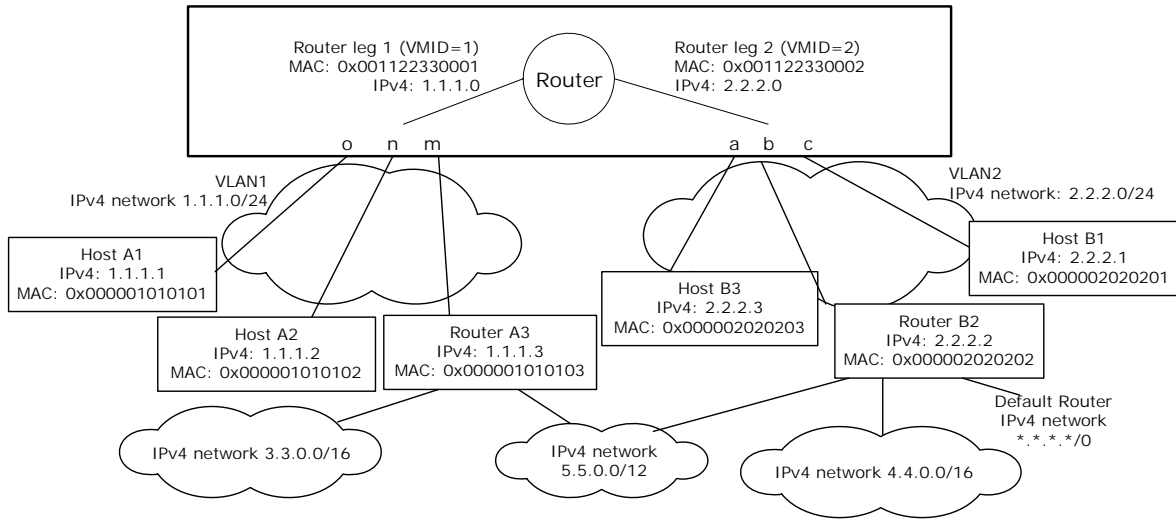 Router leg 1 (VMID=1)
MAC: 0x001122330001
IPv4: 1.1.1.0
Router
Router leg 2 (VMID=2)
MAC: 0x001122330002
IPv4: 2.2.2.0
o n m
a b c
VLAN1
IPv4 network 1.1.1.0/24
VLAN2
IPv4 network: 2.2.2.0/24
Host A1
IPv4: 1.1.1.1
MAC: 0x000001010101
Host B1
IPv4: 2.2.2.1
MAC: 0x000002020201
Host B3
IPv4: 2.2.2.3
MAC: 0x000002020203
Host A2
IPv4: 1.1.1.2
MAC: 0x000001010102
Router A3
IPv4: 1.1.1.3
MAC: 0x000001010103
Router B2
IPv4: 2.2.2.2
MAC: 0x000002020202
Default Router
IPv4 network
*.*.*.*/0
IPv4 network 3.3.0.0/16
IPv4 network
5.5.0.0/12
IPv4 network 4.4.0.0/16